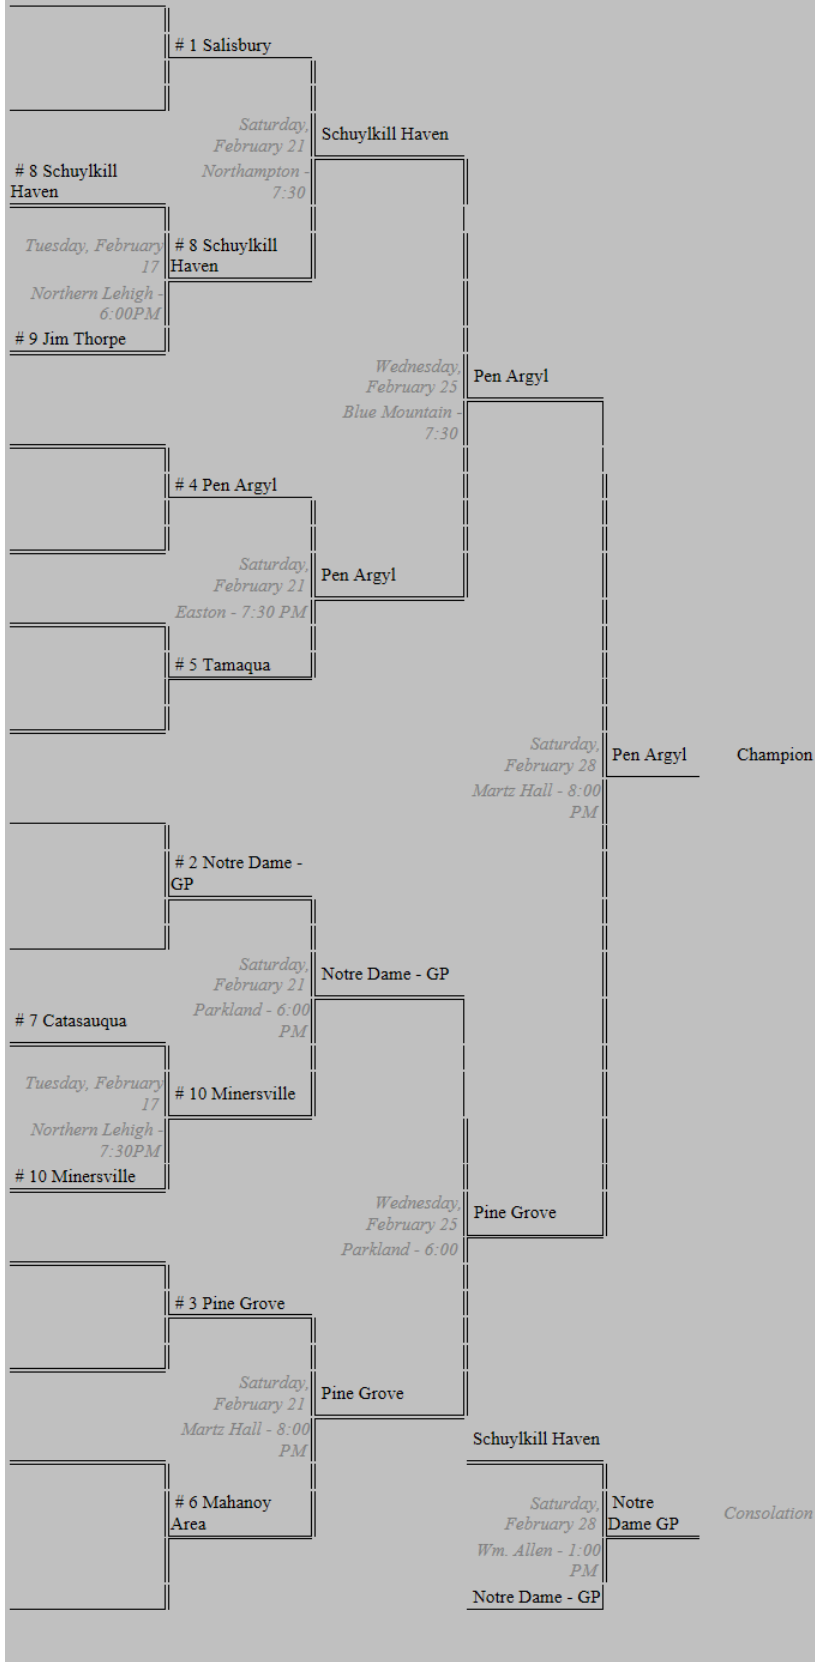 # 1 Salisbury
Saturday,
February 21
Northampton -
7:30
Schuylkill Haven
# 8 Schuylkill
Haven
Tuesday, February
17
Northern Lehigh -
6:00PM
# 8 Schuylkill
Haven
# 9 Jim Thorpe
Wednesday,
February 25
Blue Mountain -
7:30
Pen Argyl
# 4 Pen Argyl
Saturday,
February 21
Easton - 7:30 PM
Pen Argyl
# 5 Tamaqua
Saturday,
February 28
Martz Hall - 8:00
PM
Pen Argyl
Champion
# 2 Notre Dame -
GP
Saturday,
February 21
Parkland - 6:00
PM
Notre Dame - GP
# 7 Catasauqua
Tuesday, February
17
Northern Lehigh -
7:30PM
# 10 Minersville
# 10 Minersville
Wednesday,
February 25
Parkland - 6:00
Pine Grove
# 3 Pine Grove
Saturday,
February 21
Martz Hall - 8:00
PM
Pine Grove
# 6 Mahanoy
Area
Schuylkill Haven
Saturday,
February 28
Wm. Allen - 1:00
PM
Notre
Dame GP
Consolation
Notre Dame - GP